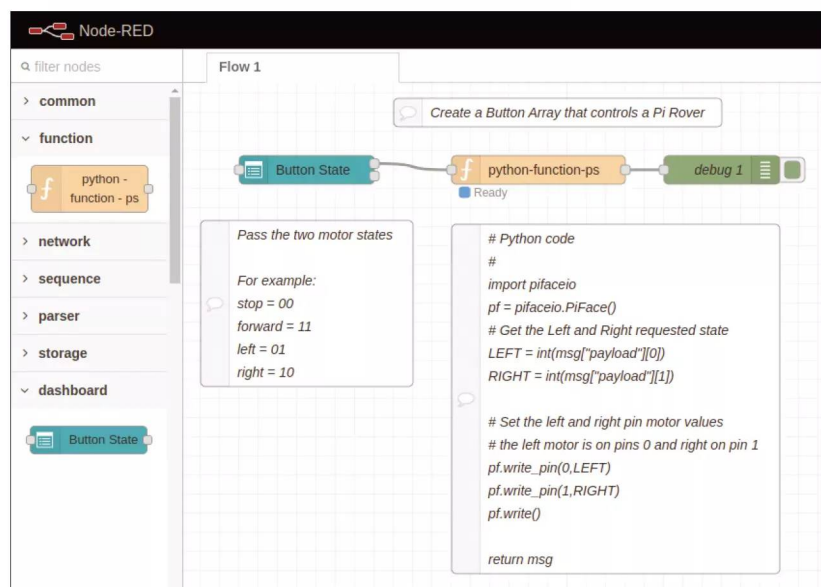 Node-RED
filter nodes
Flow 1
common
function
python -
function - ps
network
sequence
parser
storage
dashboard
Button State
Create a Button Array that controls a Pi Rover
Button State
python-function-ps
debug 1
Ready
Pass the two motor states
For example:
stop = 00
forward = 11
left = 01
right = 10
# Python code
#
import pifaceio
pf = pifaceio.PiFace()
# Get the Left and Right requested state
LEFT = int(msg["payload"][0])
RIGHT = int(msg["payload"][1])
# Set the left and right pin motor values
# the left motor is on pins 0 and right on pin 1
pf.write_pin(0,LEFT)
pf.write_pin(1,RIGHT)
pf.write()
return msg